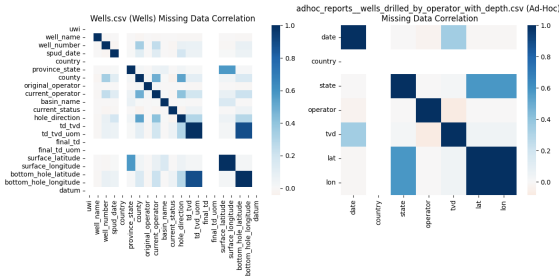 Wells.csv (Wells) Missing Data Correlation
uwi
well_name
well_number
spud_date
country
province_state
county
original_operator
current_operator
basin_name
current_status
hole_direction
td_tvd
td_tvd_uom
final_td
final_td_uom
surface_latitude
surface_longitude
bottom_hole_latitude
bottom_hole_longitude
datum
uwi
well_name
well_number
spud_date
country
province_state
county
original_operator
current_operator
basin_name
current_status
hole_direction
td_tvd
td_tvd_uom
final_td
final_td_uom
surface_latitude
surface_longitude
bottom_hole_latitude
bottom_hole_longitude
datum
1.0
0.8
0.6
0.4
0.2
0.0
adhoc_reports__wells_drilled_by_operator_with_depth.csv (Ad-Hoc)
Missing Data Correlation
date
country
state
operator
tvd
lat
lon
date
country
state
operator
tvd
lat
lon
1.0
0.8
0.6
0.4
0.2
0.0